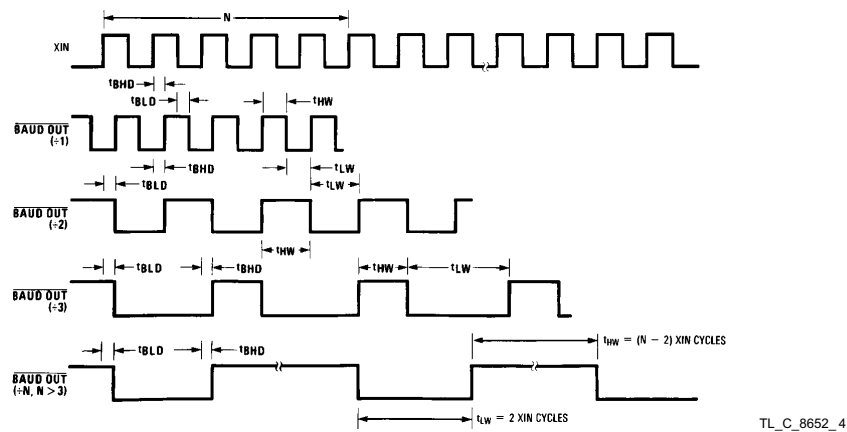 N
XIN
tBHD
tBLD
tHW
BAUD OUT
(÷1)
tBHD
tLW
tBLD
tLW
BAUD OUT
(÷2)
tHW
tBLD
tBHD
tHW
tLW
BAUD OUT
(÷3)
tBLD
tBHD
tHW = (N − 2) XIN CYCLES
BAUD OUT
(÷N, N > 3)
tLW = 2 XIN CYCLES
TL_C_8652_4